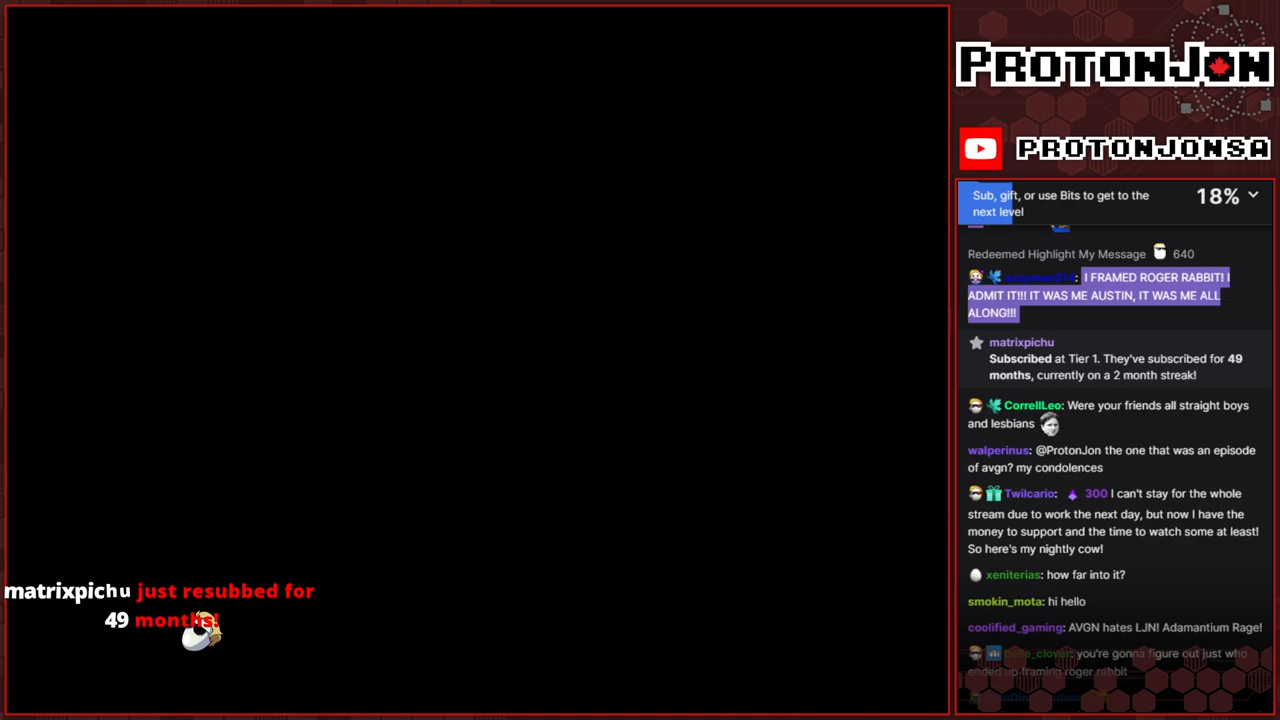 PROTONJON
PROTONJONSA
Sub, gift, or use Bits to get to the
next level
18%
Redeemed Highlight My Message 640
: I FRAMED ROGER RABBIT! I
ADMIT IT!!! IT WAS ME AUSTIN, IT WAS ME ALL
ALONG!!!
matrixpichu
Subscribed at Tier 1. They've subscribed for 49
months, currently on a 2 month streak!
CorrellLeo: Were your friends all straight boys
and lesbians
walperinus: @ProtonJon the one that was an episode
of avgn? my condolences
Twilcario: 300 I can't stay for the whole
stream due to work the next day, but now I have the
money to support and the time to watch some at least!
So here's my nightly cow!
xeniterias: how far into it?
smokin_mota: hi hello
coolified_gaming: AVGN hates LJN! Adamantium Rage!
belle_clover: you're gonna figure out just who
ended up framing roger rabbit
matrixpichu just resubbed for
49 months!